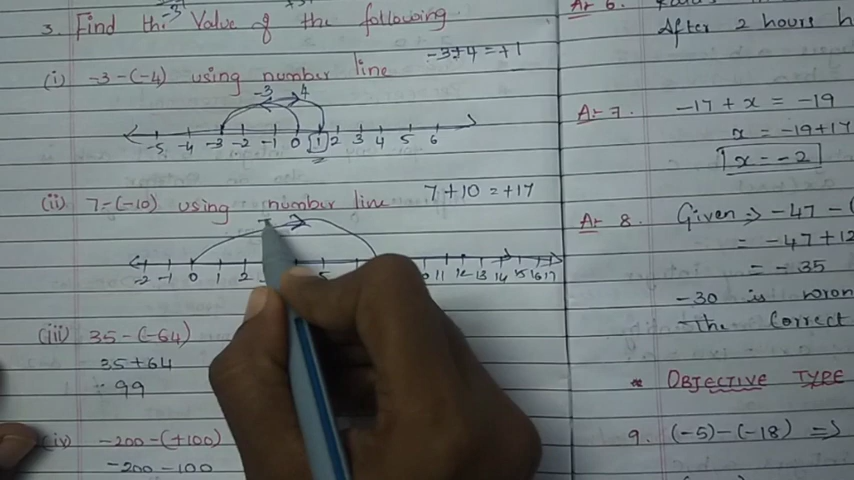 3. Find the Value of the following
-3+4 = +1
(i) -3-(-4) using number line
-3 4
-5 -4 -3 -2 -1 0 1 2 3 4 5 6
(ii) 7-(-10) using number line 7+10 = +17
-2 -1 0 1 2 5 11 12 13 14 15 16 17
(iii) 35-(-64)
35+64
99
(iv) -200-(+100)
-200-100
After 2 hours
Ar 7. -17 + x = -19
x = -19+17
x = -2
Ar 8. Given => -47 -(
= -47+12
= -35
-30 is
The Correct
* OBJECTIVE TYPE
9. (-5)-(-18) =>